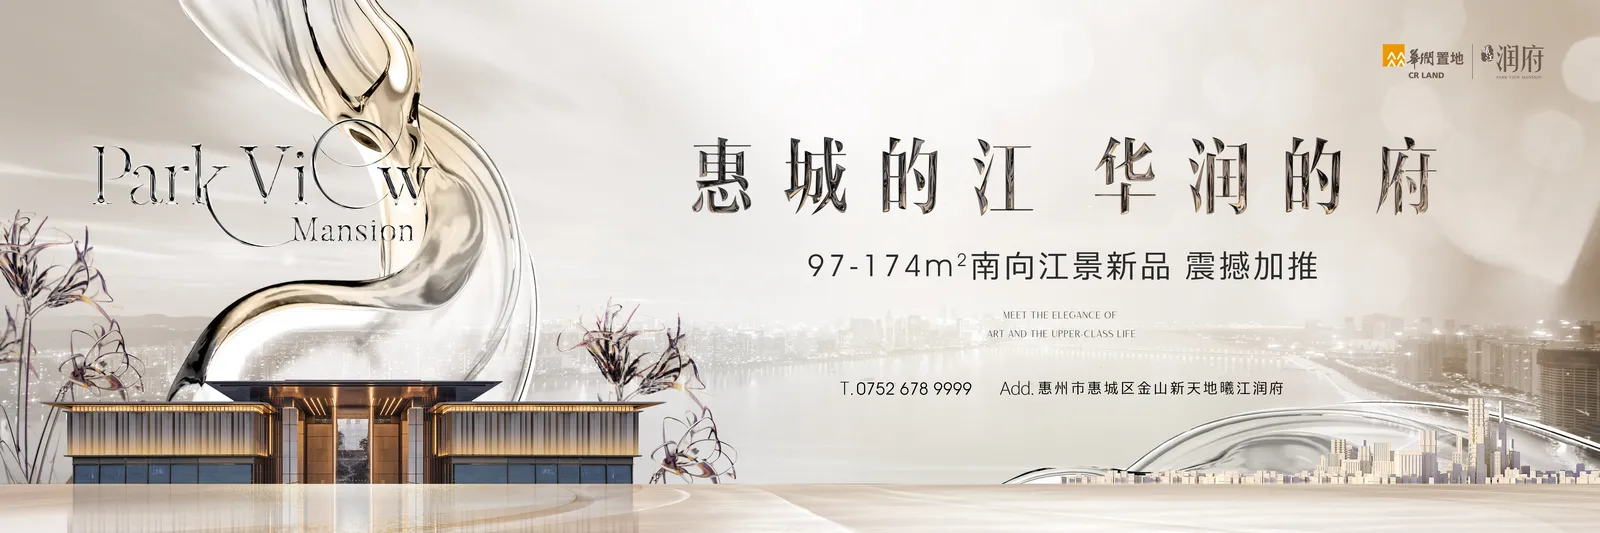 華潤置地
CR LAND
润府
PARK VIEW MANSION
Park View
Mansion
惠城的江 华润的府
97-174m²南向江景新品 震撼加推
MEET THE ELEGANCE OF
ART AND THE UPPER-CLASS LIFE
T.0752 678 9999 Add.惠州市惠城区金山新天地曦江润府